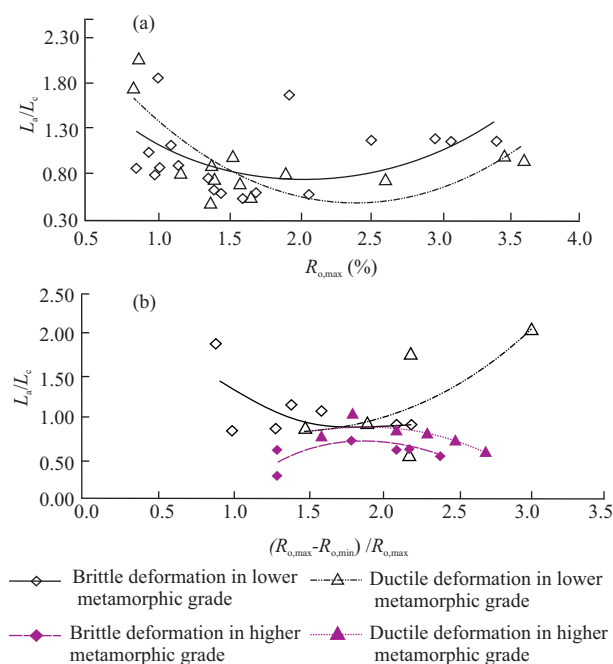 (a)
2.30
1.80
1.30
0.80
0.30
La/Lc
0.5 1.0 1.5 2.0 2.5 3.0 3.5 4.0
Ro,max (%)
(b)
2.50
2.00
1.50
1.00
0.50
0.00
La/Lc
0.0 1.0 1.5 2.0 2.5 3.0 3.5
(Ro,max-Ro,min) /Ro,max
Brittle deformation in lower
metamorphic grade
Ductile deformation in lower
metamorphic grade
Brittle deformation in higher
metamorphic grade
Ductile deformation in higher
metamorphic grade